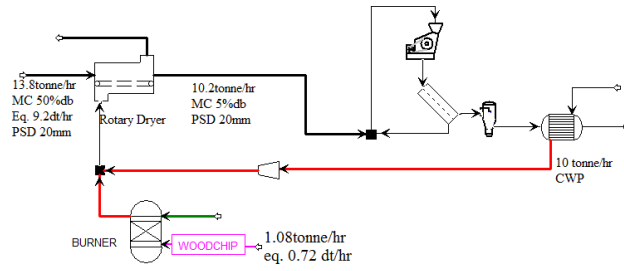 13.8tonne/hr
MC 50%db
Eq. 9.2dt/hr
PSD 20mm
Rotary Dryer
10.2tonne/hr
MC 5%db
PSD 20mm
10 tonne/hr
CWP
BURNER
WOODCHIP
1.08tonne/hr
eq. 0.72 dt/hr